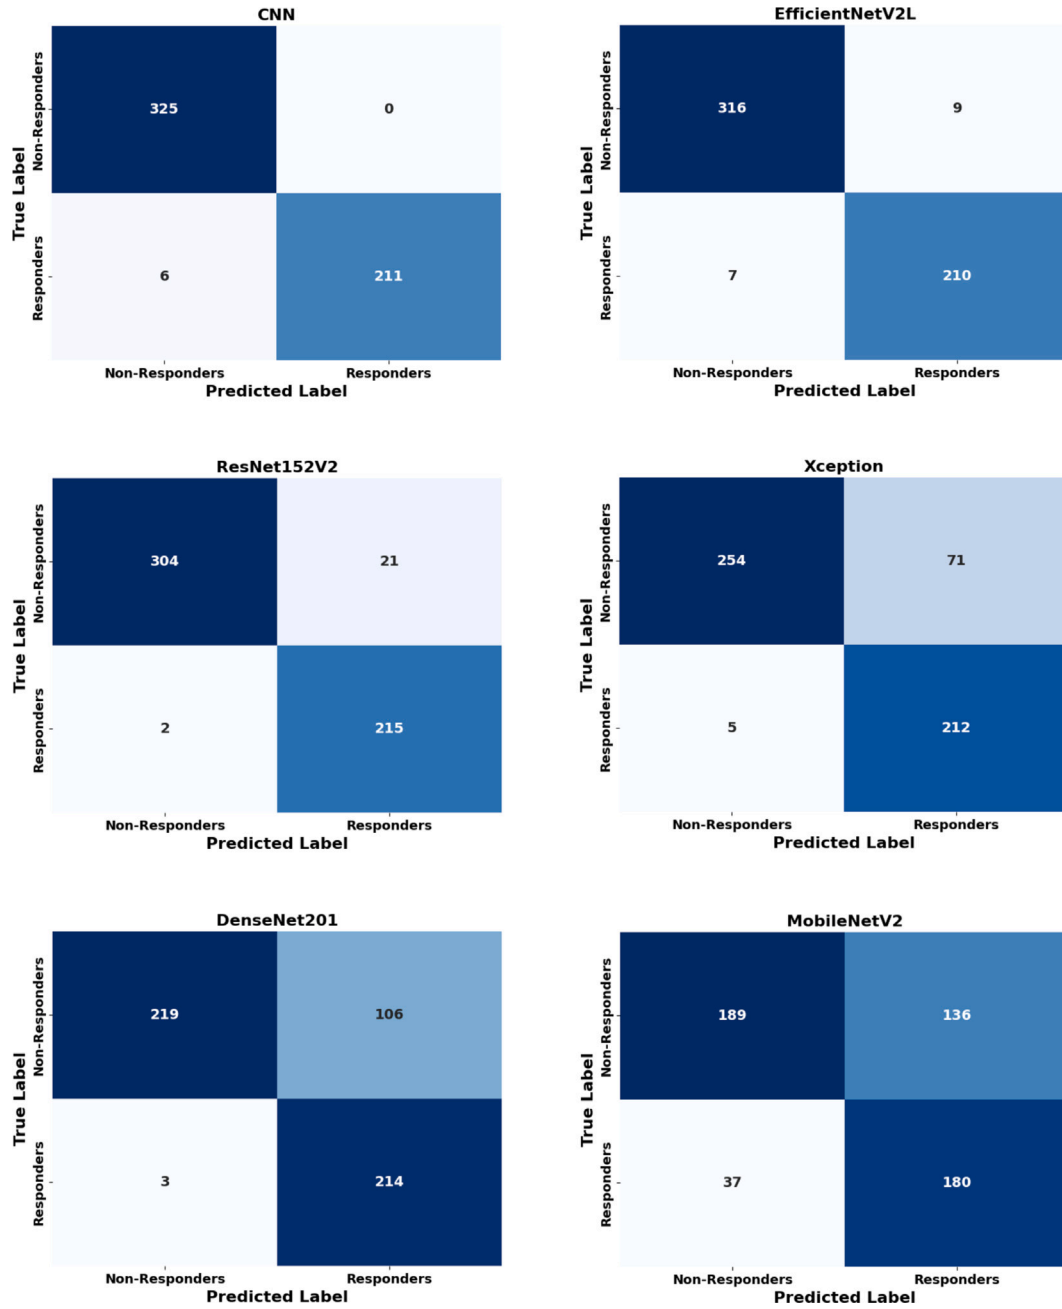 CNN
Non-Responders
325
0
True Label
Responders
6
211
Non-Responders
Responders
Predicted Label
EfficientNetV2L
Non-Responders
316
9
True Label
Responders
7
210
Non-Responders
Responders
Predicted Label
ResNet152V2
Non-Responders
304
21
True Label
Responders
2
215
Non-Responders
Responders
Predicted Label
Xception
Non-Responders
254
71
True Label
Responders
5
212
Non-Responders
Responders
Predicted Label
DenseNet201
Non-Responders
219
106
True Label
Responders
3
214
Non-Responders
Responders
Predicted Label
MobileNetV2
Non-Responders
189
136
True Label
Responders
37
180
Non-Responders
Responders
Predicted Label